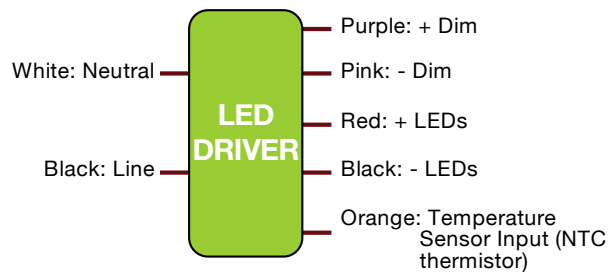 Purple: + Dim
White: Neutral
Pink: - Dim
LED
DRIVER
Red: + LEDs
Black: Line
Black: - LEDs
Orange: Temperature
Sensor Input (NTC
thermistor)